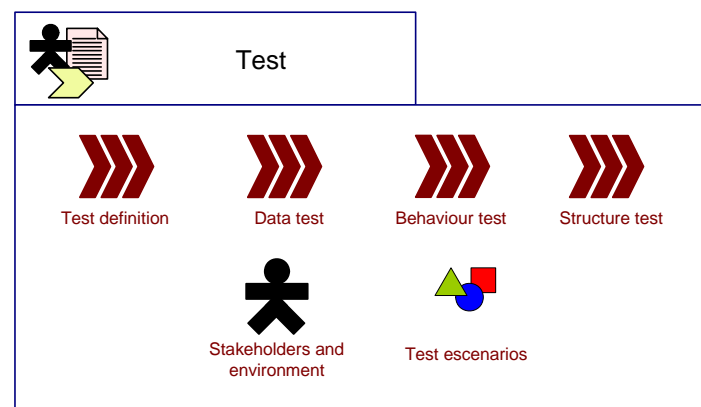 Test
Test definition
Data test
Behaviour test
Structure test
Stakeholders and
environment
Test escenarios